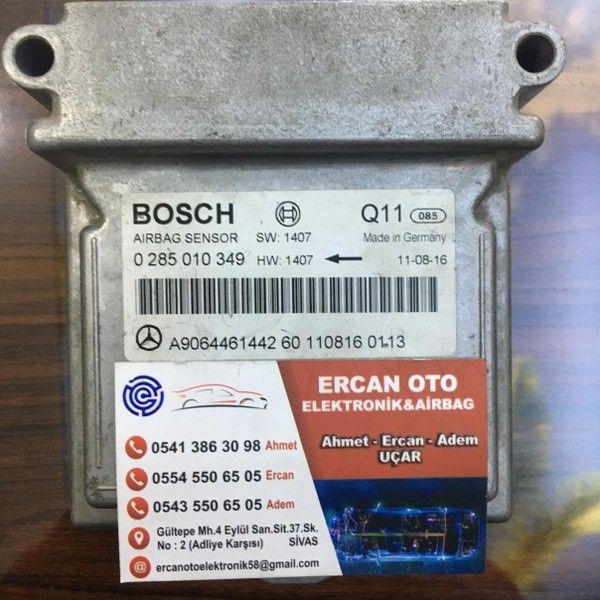 BOSCH Q11 085
AIRBAG SENSOR SW: 1407 Made in Germany
0 285 010 349 HW: 1407 11-08-16
A9064461442 60 110816 0113
ERCAN OTO
ELEKTRONİK&AİRBAG
Ahmet - Ercan - Adem
UÇAR
0541 386 30 98 Ahmet
0554 550 65 05 Ercan
0543 550 65 05 Adem
Gültepe Mh.4 Eylül San.Sit.37.Sk.
No : 2 (Adliye Karşısı) SİVAS
ercanotoelektronik58@gmail.com